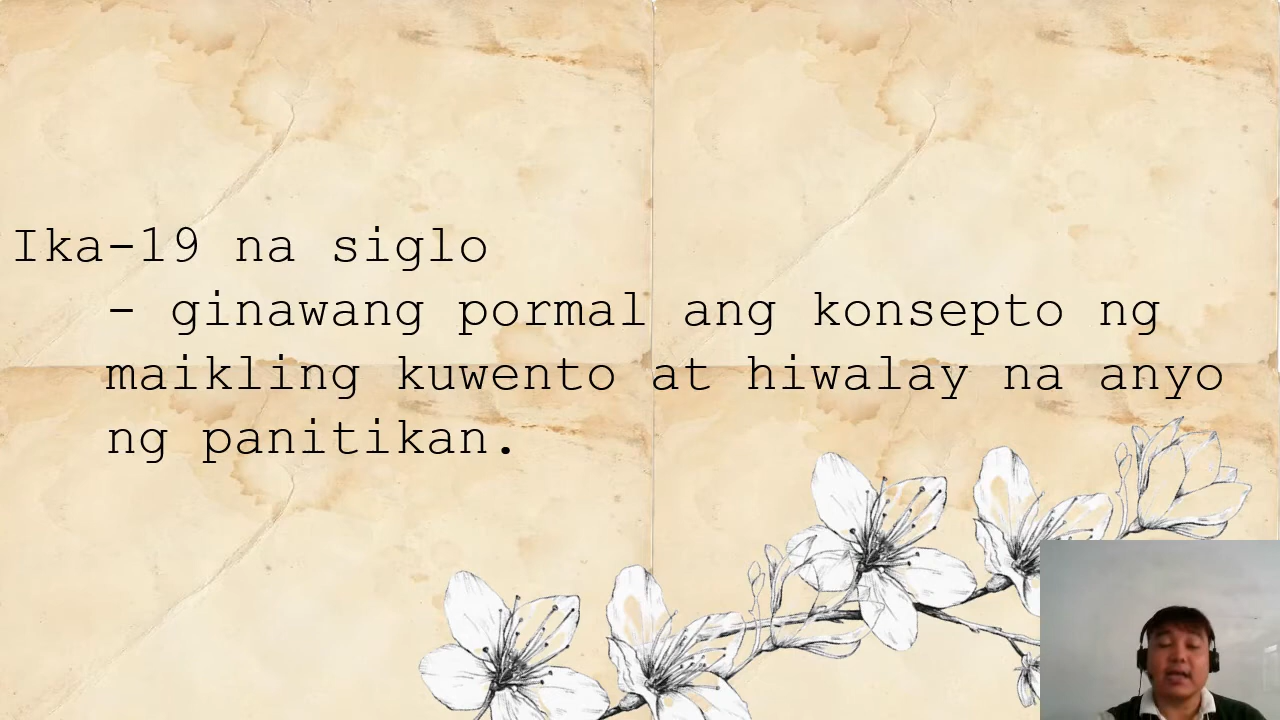 Ika-19 na siglo
- ginawang pormal ang konsepto ng
maikling kuwento at hiwalay na anyo
ng panitikan.